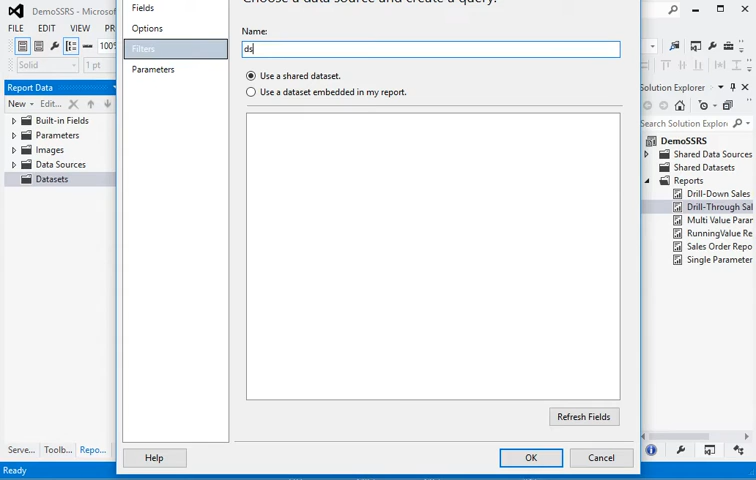 DemoSSRS - Microsof
FILE EDIT VIEW
100%
Solid 1 pt
Report Data
New Edit...
Built-in Fields
Parameters
Images
Data Sources
Datasets
Serve... Toolb... Repo...
Ready
Fields
Options
Filters
Parameters
Choose a data source and create a query.
Name:
ds
Use a shared dataset.
Use a dataset embedded in my report.
Refresh Fields
Help
OK
Cancel
Solution Explorer
Search Solution Explor
DemoSSRS
Shared Data Sources
Shared Datasets
Reports
Drill-Down Sales
Drill-Through Sal
Multi Value Paran
RunningValue Re
Sales Order Repo
Single Parameter